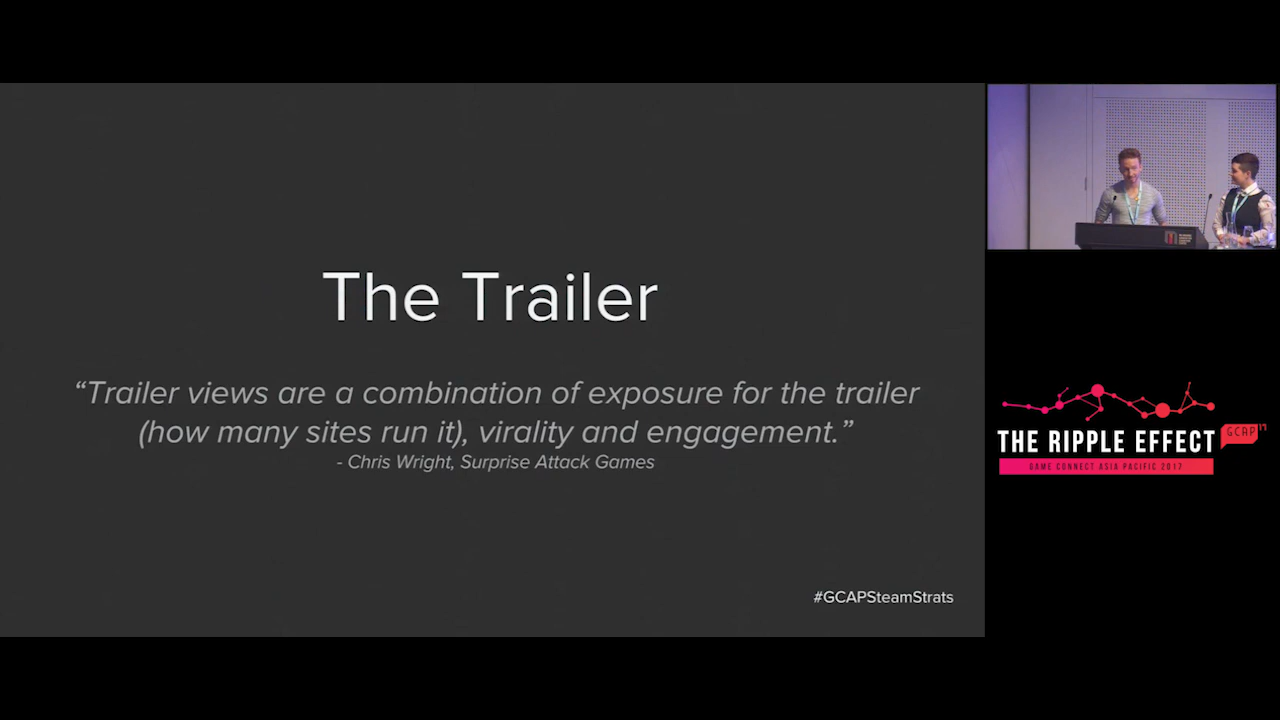 The Trailer
“Trailer views are a combination of exposure for the trailer
(how many sites run it), virality and engagement.”
- Chris Wright, Surprise Attack Games
#GCAPSteamStrats
THE RIPPLE EFFECT
GCAP 17
GAME CONNECT ASIA PACIFIC 2017